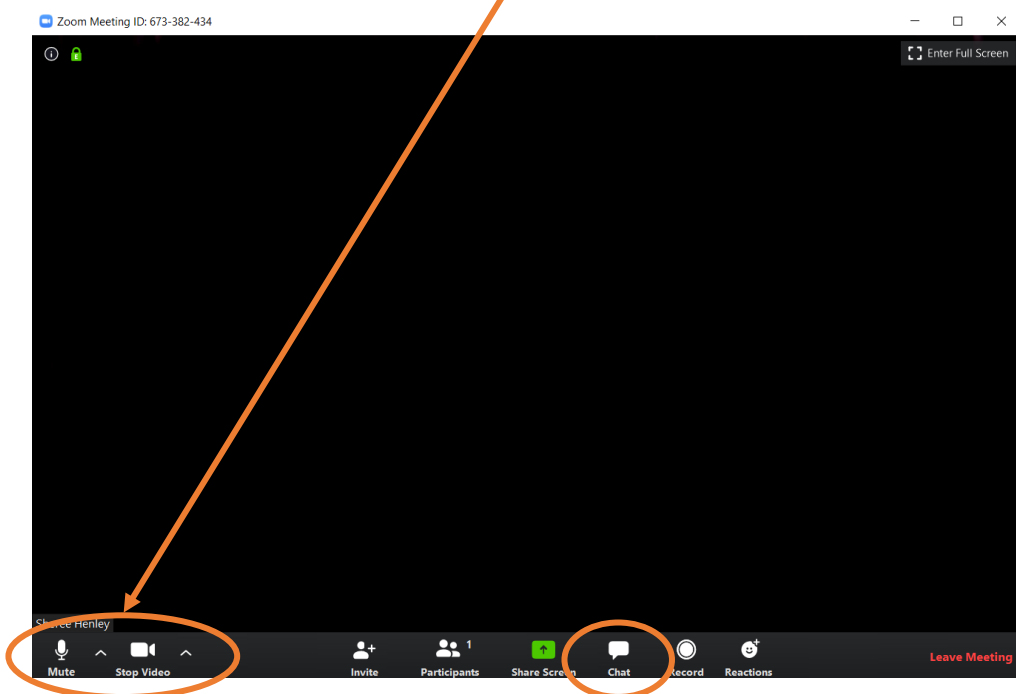 Zoom Meeting ID: 673-382-434
Enter Full Screen
Sheree Henley
Mute Stop Video Invite Participants 1 Share Screen Chat Record Reactions Leave Meeting